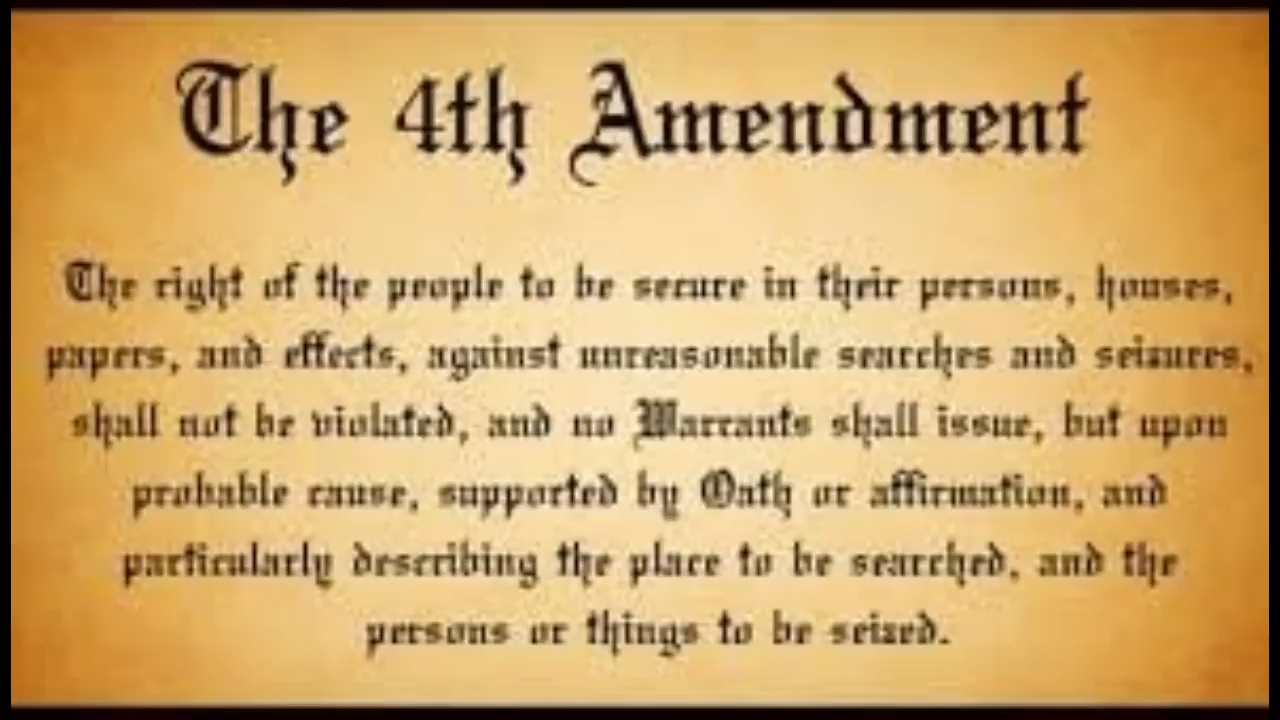 The 4th Amendment
The right of the people to be secure in their persons, houses,
papers, and effects, against unreasonable searches and seizures,
shall not be violated, and no Warrants shall issue, but upon
probable cause, supported by Oath or affirmation, and
particularly describing the place to be searched, and the
persons or things to be seized.